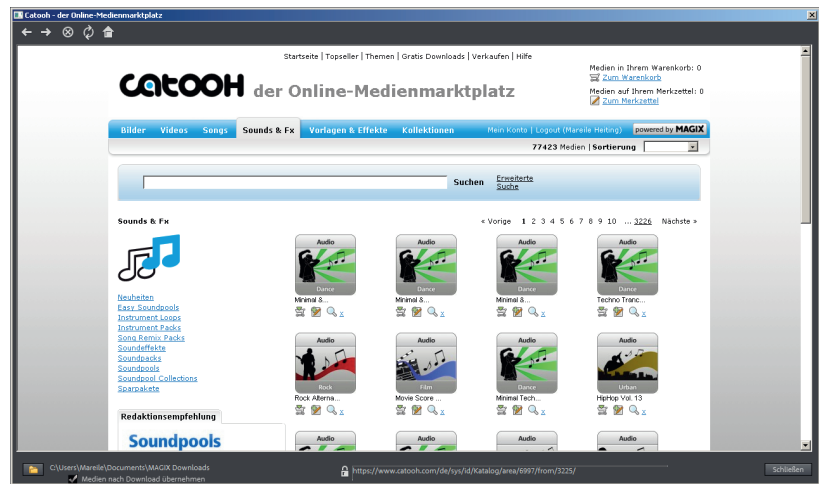 Catooh - der Online-Medienmarktplatz
Startseite | Topseller | Themen | Gratis Downloads | Verkaufen | Hilfe
Medien in Ihrem Warenkorb: 0
Zum Warenkorb
Medien auf Ihrem Merkzettel: 0
Zum Merkzettel
catooH der Online-Medienmarktplatz
Bilder Videos Songs Sounds & Fx Vorlagen & Effekte Kollektionen Mein Konto | Logout (Mareile Heiting) powered by MAGIX
77423 Medien | Sortierung
Suchen Erweiterte
Suche
Sounds & Fx « Vorige 1 2 3 4 5 6 7 8 9 10 ... 3226 Nächste »
Audio Audio Audio Audio
Dance Dance Dance Dance
Minimal &... Minimal &... Minimal &... Techno Tranc...
x x x x
Neuheiten
Easy Soundpools
Instrument Loops
Instrument Packs
Song Remix Packs
Soundeffekte
Soundpacks
Soundpools
Soundpool Collections
Sparpakete
Audio Audio Audio Audio
Rock Film Dance Urban
Rock Alterna... Movie Score ... Minimal Tech... HipHop Vol. 13
x x x x
Redaktionsempfehlung
Soundpools
Audio Audio Audio Audio
C:\Users\Mareile\Documents\MAGIX Downloads
Medien nach Download übernehmen
https://www.catooh.com/de/sys/id/Katalog/area/6997/from/3225/
Schließen